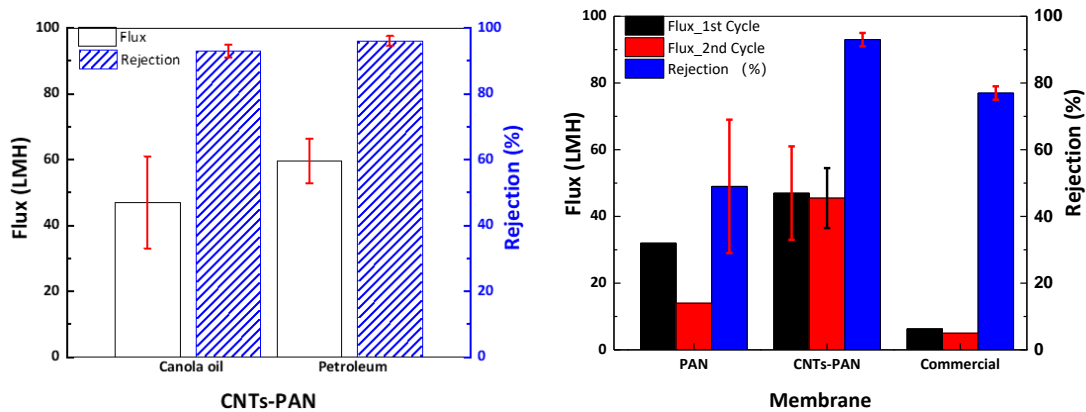 100
80
60
40
20
0
Flux (LMH)
Flux
Rejection
100
80
60
40
20
0
Rejection (%)
Canola oil
Petroleum
CNTs-PAN
100
80
60
40
20
0
Flux (LMH)
Flux_1st Cycle
Flux_2nd Cycle
Rejection （%）
100
80
60
40
20
0
Rejection (%)
PAN
CNTs-PAN
Commercial
Membrane